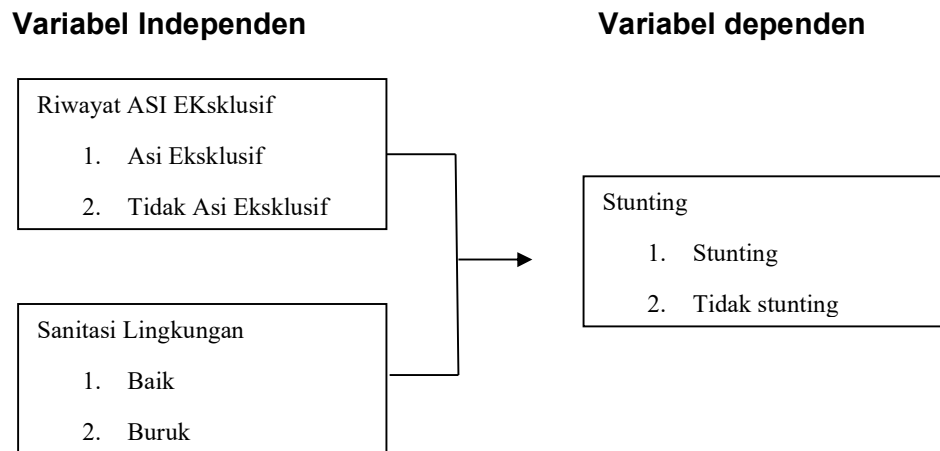 Variabel Independen
Variabel dependen
Riwayat ASI EKsklusif
1. Asi Eksklusif
2. Tidak Asi Eksklusif
Stunting
1. Stunting
2. Tidak stunting
Sanitasi Lingkungan
1. Baik
2. Buruk